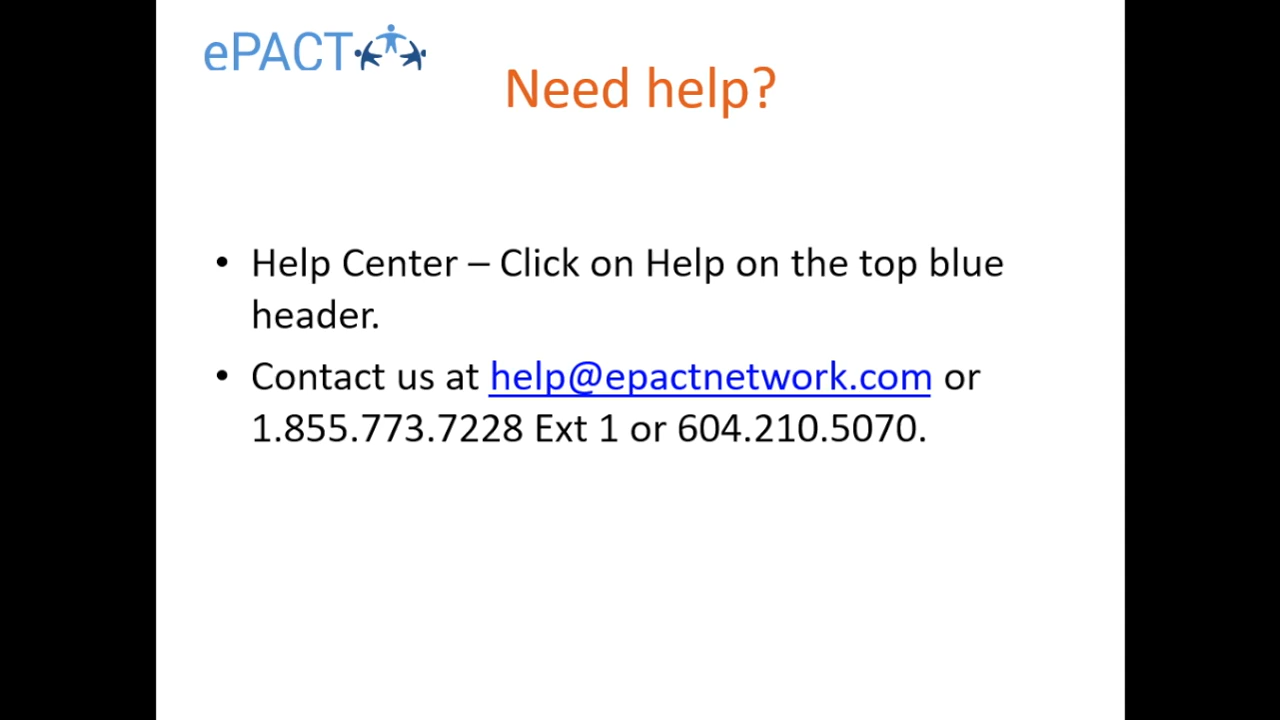 ePACT
Need help?
• Help Center – Click on Help on the top blue
header.
• Contact us at help@epactnetwork.com or
1.855.773.7228 Ext 1 or 604.210.5070.